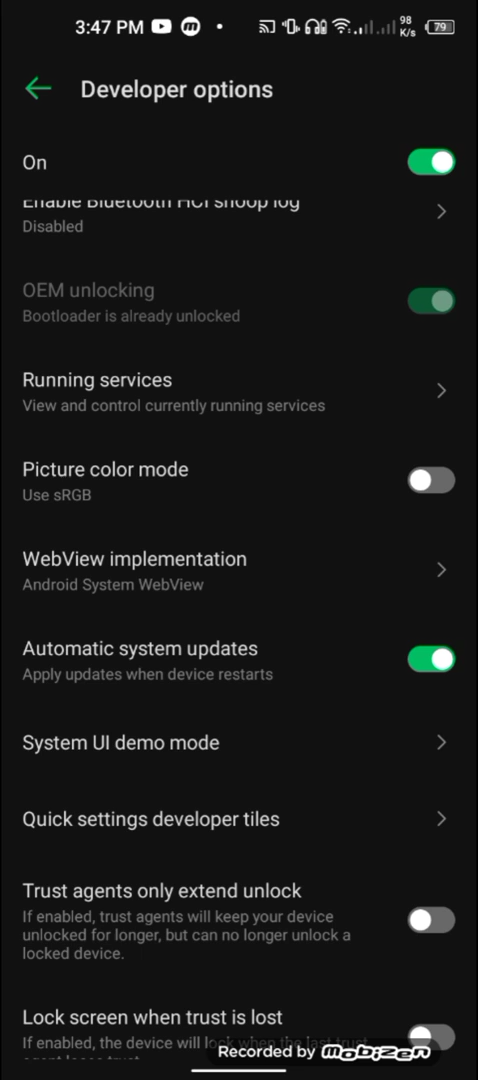 3:47 PM
98
K/s
79
Developer options
On
Enable Bluetooth HCI snoop log
Disabled
OEM unlocking
Bootloader is already unlocked
Running services
View and control currently running services
Picture color mode
Use sRGB
WebView implementation
Android System WebView
Automatic system updates
Apply updates when device restarts
System UI demo mode
Quick settings developer tiles
Trust agents only extend unlock
If enabled, trust agents will keep your device
unlocked for longer, but can no longer unlock a
locked device.
Lock screen when trust is lost
If enabled, the device will lock when the last trust
agent loses trust
Recorded by mobizen